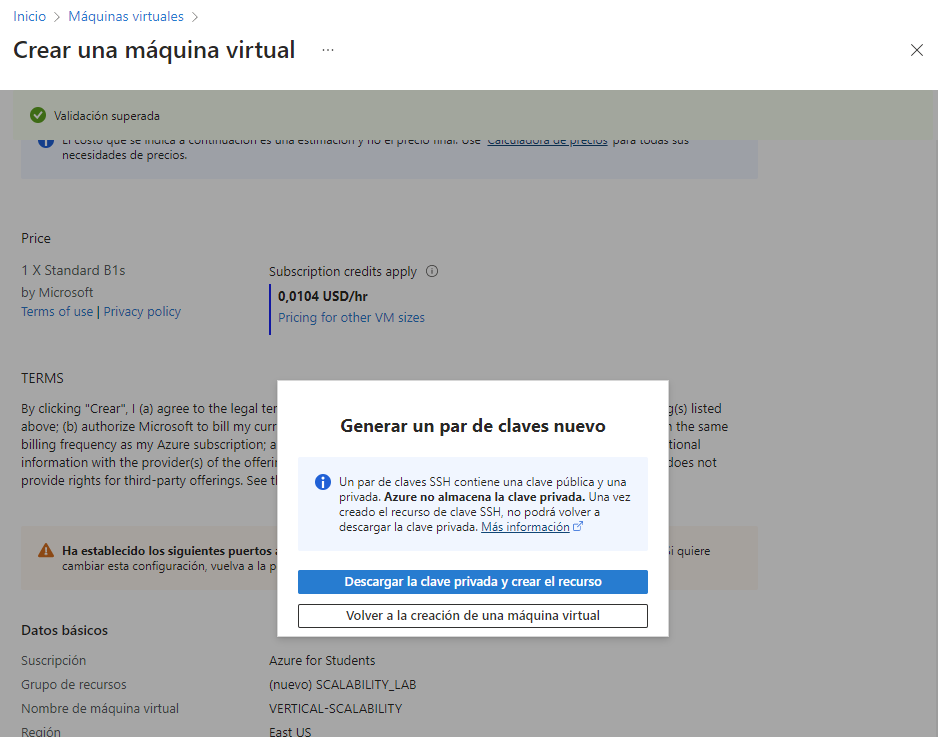 Inicio > Máquinas virtuales >
Crear una máquina virtual ...
Validación superada
El costo que se indica a continuación es una estimación y no el precio final. Use Calculadora de precios para todas sus
necesidades de precios.
Price
1 X Standard B1s
by Microsoft
Terms of use | Privacy policy
Subscription credits apply
0,0104 USD/hr
Pricing for other VM sizes
TERMS
By clicking "Crear", I (a) agree to the legal ter g(s) listed
above; (b) authorize Microsoft to bill my curr n the same
billing frequency as my Azure subscription; a tional
information with the provider(s) of the offerin does not
provide rights for third-party offerings. See t
Generar un par de claves nuevo
Un par de claves SSH contiene una clave pública y una
privada. Azure no almacena la clave privada. Una vez
creado el recurso de clave SSH, no podrá volver a
descargar la clave privada. Más información
Descargar la clave privada y crear el recurso
Volver a la creación de una máquina virtual
Ha establecido los siguientes puertos a Si quiere
cambiar esta configuración, vuelva a la p
Datos básicos
Suscripción Azure for Students
Grupo de recursos (nuevo) SCALABILITY_LAB
Nombre de máquina virtual VERTICAL-SCALABILITY
Región East US